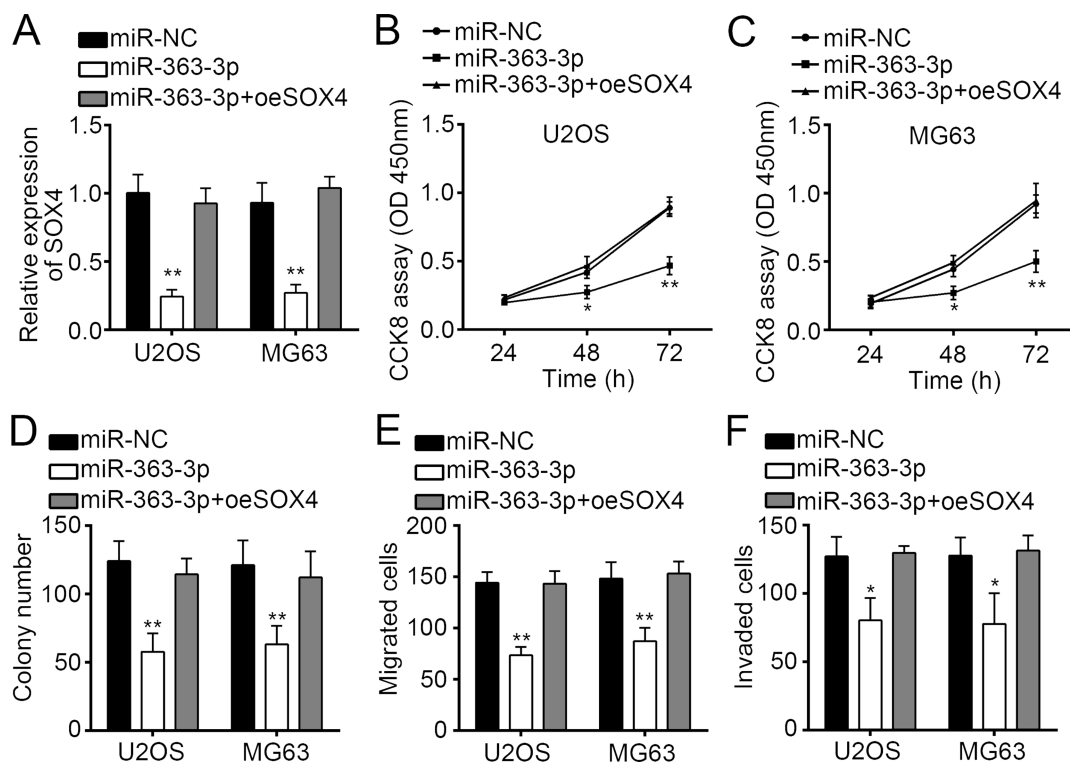 A
miR-NC
miR-363-3p
miR-363-3p+oeSOX4
Relative expression
of SOX4
1.5
1.0
0.5
0.0
**
**
U2OS
MG63
B
miR-NC
miR-363-3p
miR-363-3p+oeSOX4
U2OS
CCK8 assay (OD 450nm)
1.5
1.0
0.5
0.0
*
**
24
48
72
Time (h)
C
miR-NC
miR-363-3p
miR-363-3p+oeSOX4
MG63
CCK8 assay (OD 450nm)
1.5
1.0
0.5
0.0
*
**
24
48
72
Time (h)
D
miR-NC
miR-363-3p
miR-363-3p+oeSOX4
Colony number
150
100
50
0
**
**
U2OS
MG63
E
miR-NC
miR-363-3p
miR-363-3p+oeSOX4
Migrated cells
200
150
100
50
0
**
**
U2OS
MG63
F
miR-NC
miR-363-3p
miR-363-3p+oeSOX4
Invaded cells
150
100
50
0
*
*
U2OS
MG63